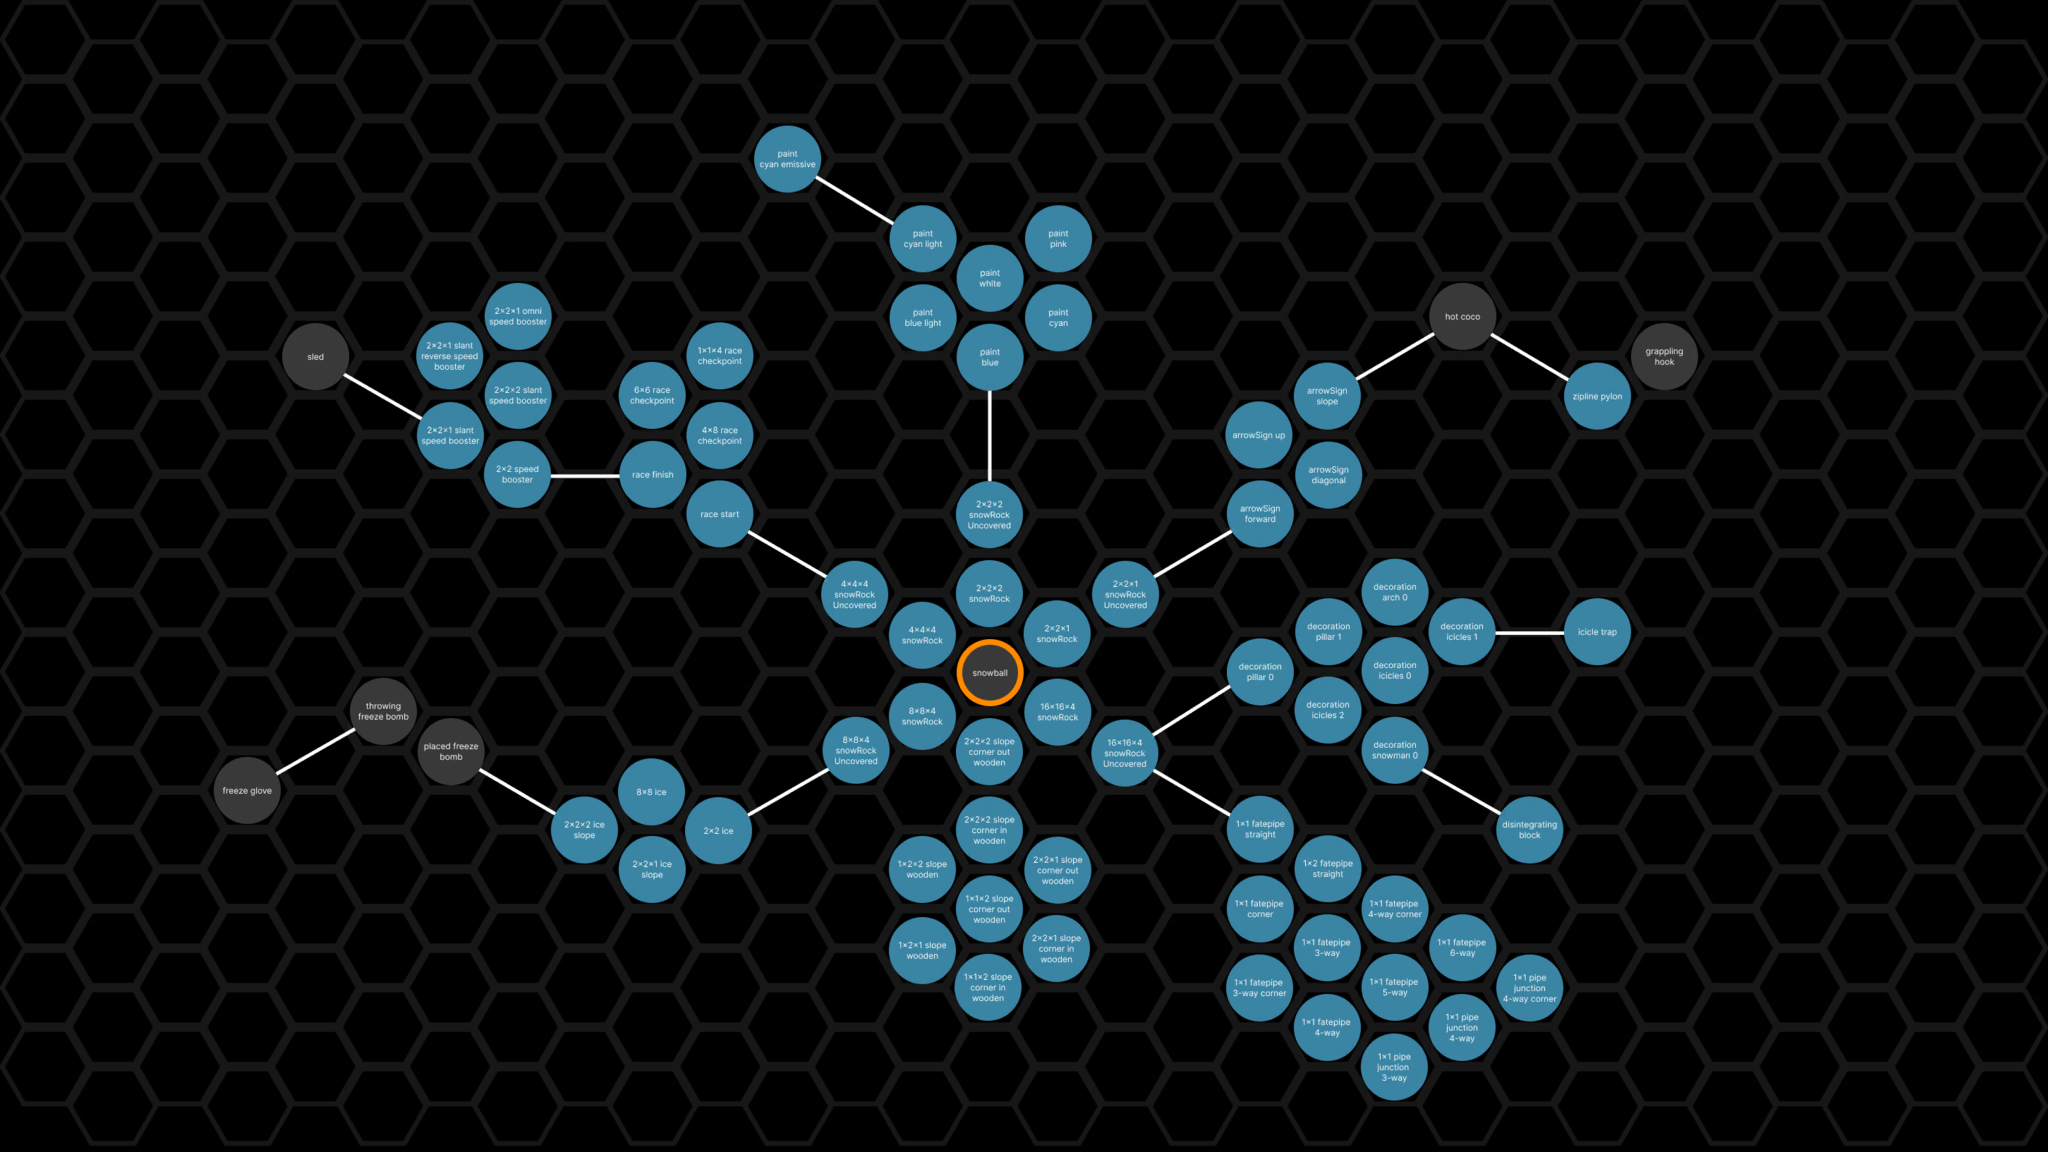 paint
cyan emissive
paint
cyan light
paint
pink
paint
white
paint
blue light
paint
cyan
paint
blue
2×2×1 omni
speed booster
sled
2×2×1 slant
reverse speed
booster
2×2×2 slant
speed booster
2×2×1 slant
speed booster
2×2 speed
booster
1×1×4 race
checkpoint
6×6 race
checkpoint
4×8 race
checkpoint
race finish
race start
hot coco
grappling
hook
zipline pylon
arrowSign
slope
arrowSign up
arrowSign
diagonal
arrowSign
forward
2×2×2
snowRock
Uncovered
4×4×4
snowRock
Uncovered
2×2×2
snowRock
2×2×1
snowRock
Uncovered
4×4×4
snowRock
2×2×1
snowRock
snowball
8×8×4
snowRock
16×16×4
snowRock
8×8×4
snowRock
Uncovered
2×2×2 slope
corner out
wooden
16×16×4
snowRock
Uncovered
decoration
arch 0
decoration
pillar 1
decoration
icicles 1
icicle trap
decoration
pillar 0
decoration
icicles 0
decoration
icicles 2
decoration
snowman 0
disintegrating
block
throwing
freeze bomb
placed freeze
bomb
freeze glove
8×8 ice
2×2×2 ice
slope
2×2 ice
2×2×1 ice
slope
2×2×2 slope
corner in
wooden
1×2×2 slope
wooden
2×2×1 slope
corner out
wooden
1×1×2 slope
corner out
wooden
1×2×1 slope
wooden
2×2×1 slope
corner in
wooden
1×1×2 slope
corner in
wooden
1×1 fatepipe
straight
1×2 fatepipe
straight
1×1 fatepipe
corner
1×1 fatepipe
4-way corner
1×1 fatepipe
3-way
1×1 fatepipe
6-way
1×1 fatepipe
3-way corner
1×1 fatepipe
5-way
1×1 pipe
junction
4-way corner
1×1 fatepipe
4-way
1×1 pipe
junction
4-way
1×1 pipe
junction
3-way